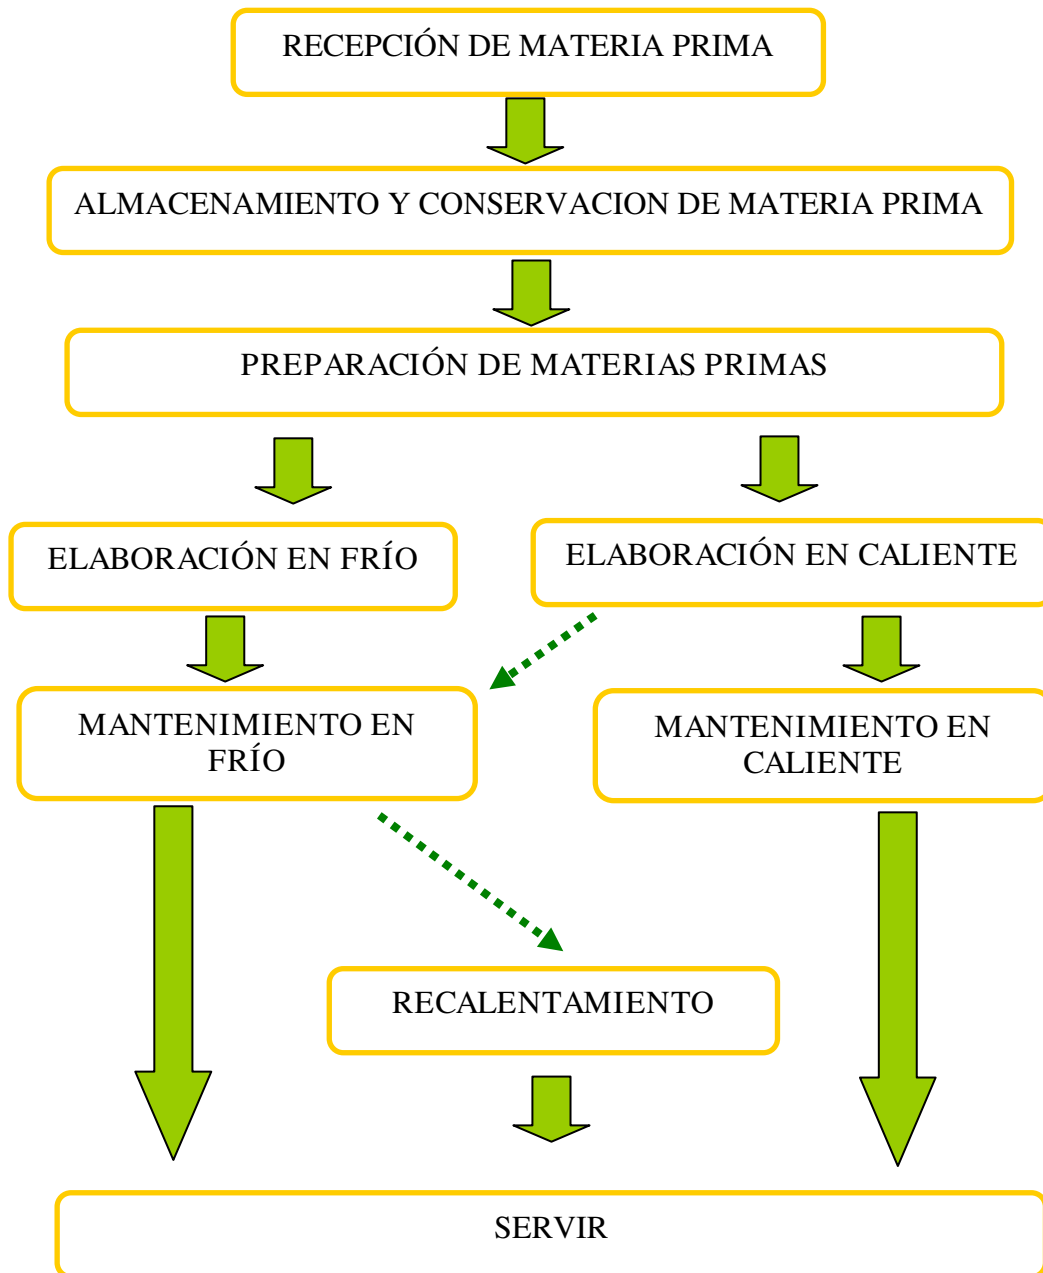 RECEPCIÓN DE MATERIA PRIMA
ALMACENAMIENTO Y CONSERVACION DE MATERIA PRIMA
PREPARACIÓN DE MATERIAS PRIMAS
ELABORACIÓN EN FRÍO
ELABORACIÓN EN CALIENTE
MANTENIMIENTO EN
FRÍO
MANTENIMIENTO EN
CALIENTE
RECALENTAMIENTO
SERVIR